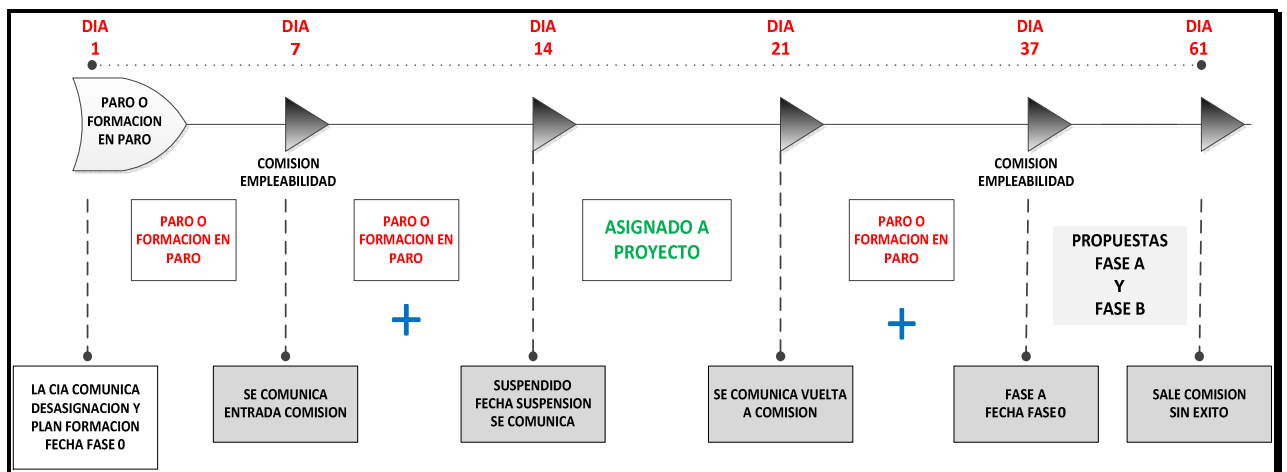 DIA
1
DIA
7
DIA
14
DIA
21
DIA
37
DIA
61
PARO O
FORMACION
EN PARO
COMISION
EMPLEABILIDAD
COMISION
EMPLEABILIDAD
PARO O
FORMACION EN
PARO
PARO O
FORMACION EN
PARO
ASIGNADO A
PROYECTO
PARO O
FORMACION EN
PARO
PROPUESTAS
FASE A
Y
FASE B
+
+
LA CIA COMUNICA
DESASIGNACION Y
PLAN FORMACION
FECHA FASE 0
SE COMUNICA
ENTRADA COMISION
SUSPENDIDO
FECHA SUSPENSION
SE COMUNICA
SE COMUNICA VUELTA
A COMISION
FASE A
FECHA FASE 0
SALE COMISION
SIN EXITO